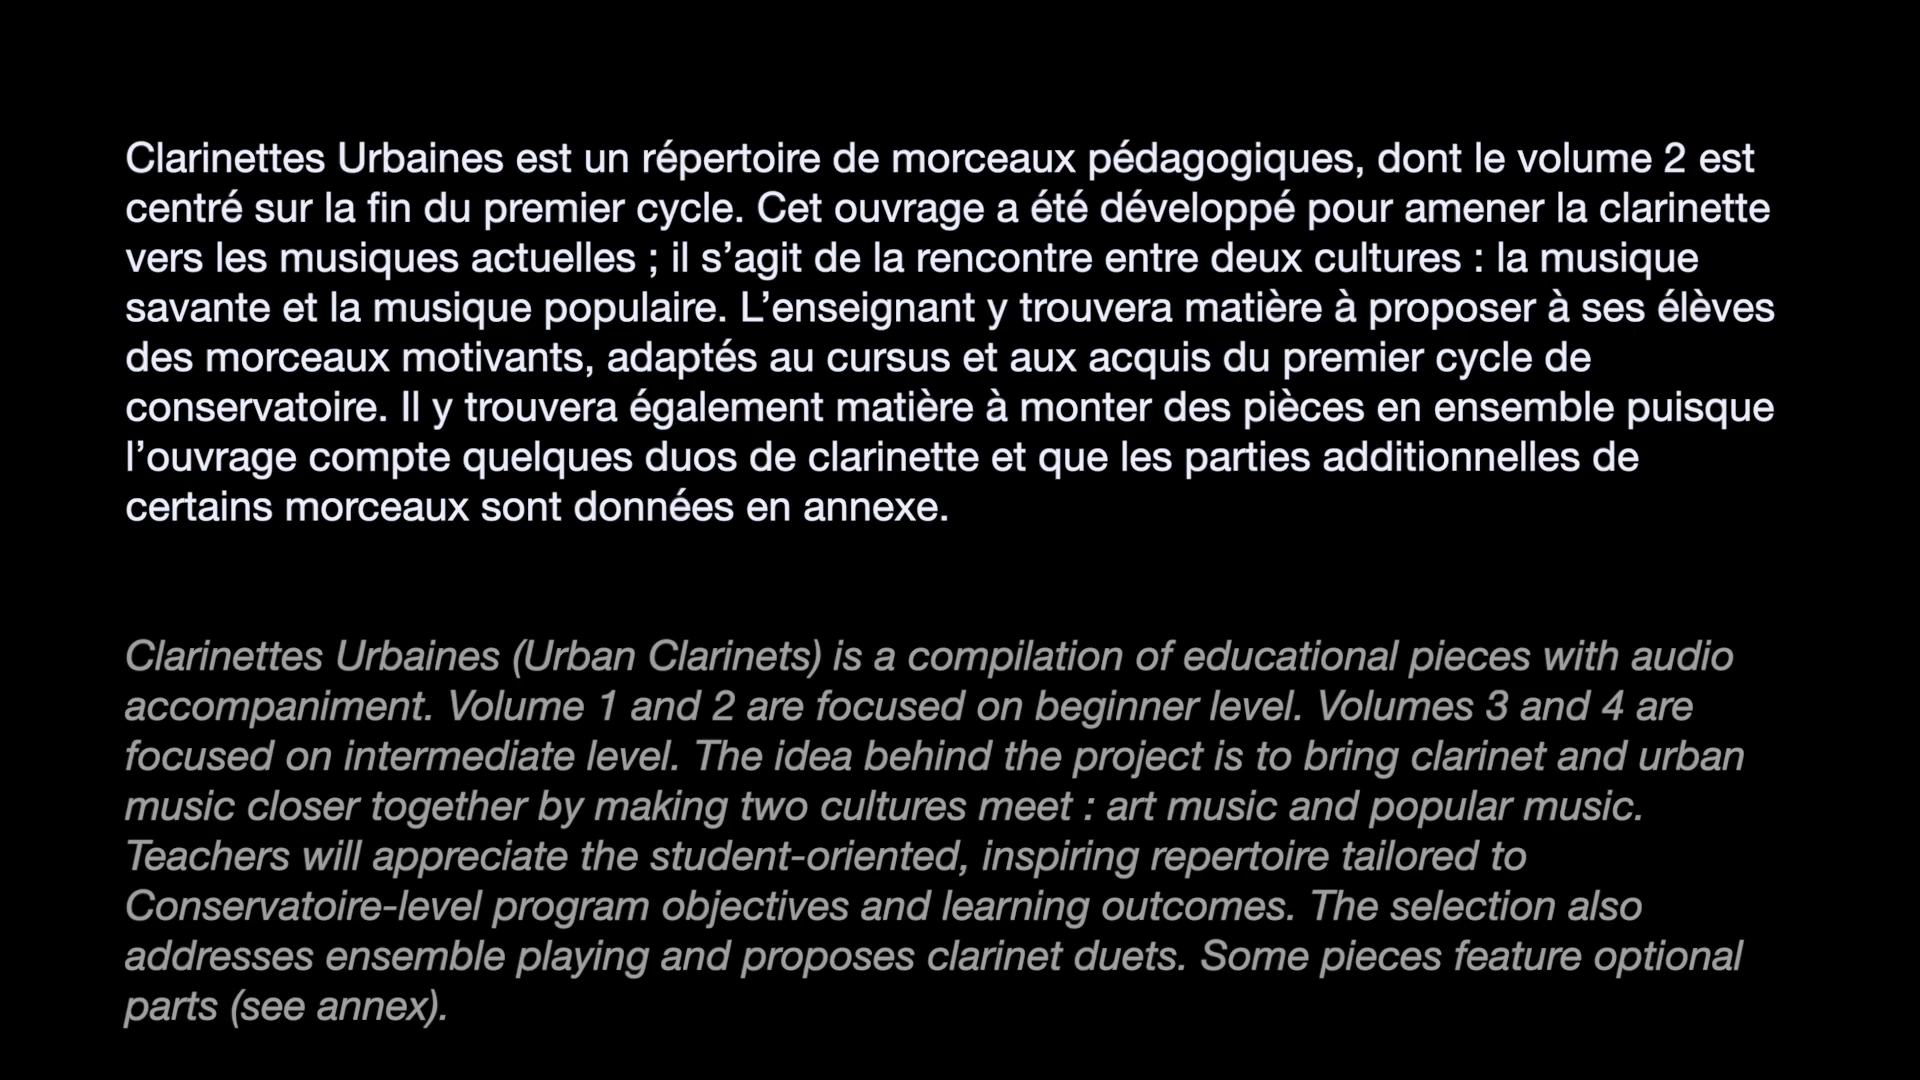 Clarinettes Urbaines est un répertoire de morceaux pédagogiques, dont le volume 2 est
centré sur la fin du premier cycle. Cet ouvrage a été développé pour amener la clarinette
vers les musiques actuelles ; il s’agit de la rencontre entre deux cultures : la musique
savante et la musique populaire. L’enseignant y trouvera matière à proposer à ses élèves
des morceaux motivants, adaptés au cursus et aux acquis du premier cycle de
conservatoire. Il y trouvera également matière à monter des pièces en ensemble puisque
l’ouvrage compte quelques duos de clarinette et que les parties additionnelles de
certains morceaux sont données en annexe.
Clarinettes Urbaines (Urban Clarinets) is a compilation of educational pieces with audio
accompaniment. Volume 1 and 2 are focused on beginner level. Volumes 3 and 4 are
focused on intermediate level. The idea behind the project is to bring clarinet and urban
music closer together by making two cultures meet : art music and popular music.
Teachers will appreciate the student-oriented, inspiring repertoire tailored to
Conservatoire-level program objectives and learning outcomes. The selection also
addresses ensemble playing and proposes clarinet duets. Some pieces feature optional
parts (see annex).